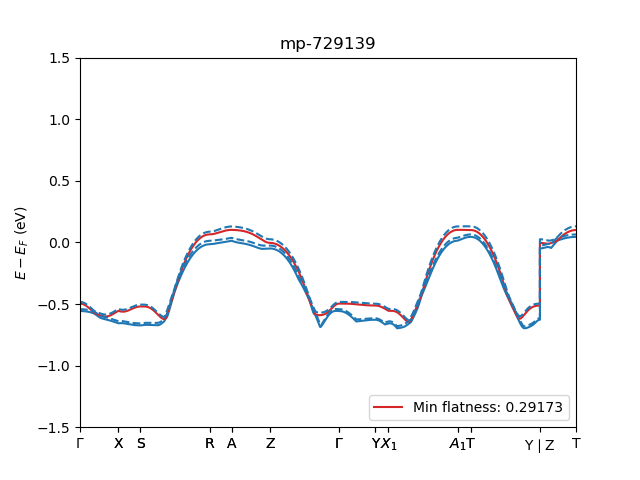 mp-729139
1.5
1.0
0.5
0.0
−0.5
−1.0
−1.5
E − E_F (eV)
Min flatness: 0.29173
Γ X S R A Z Γ Y X₁ A₁ T Y | Z T